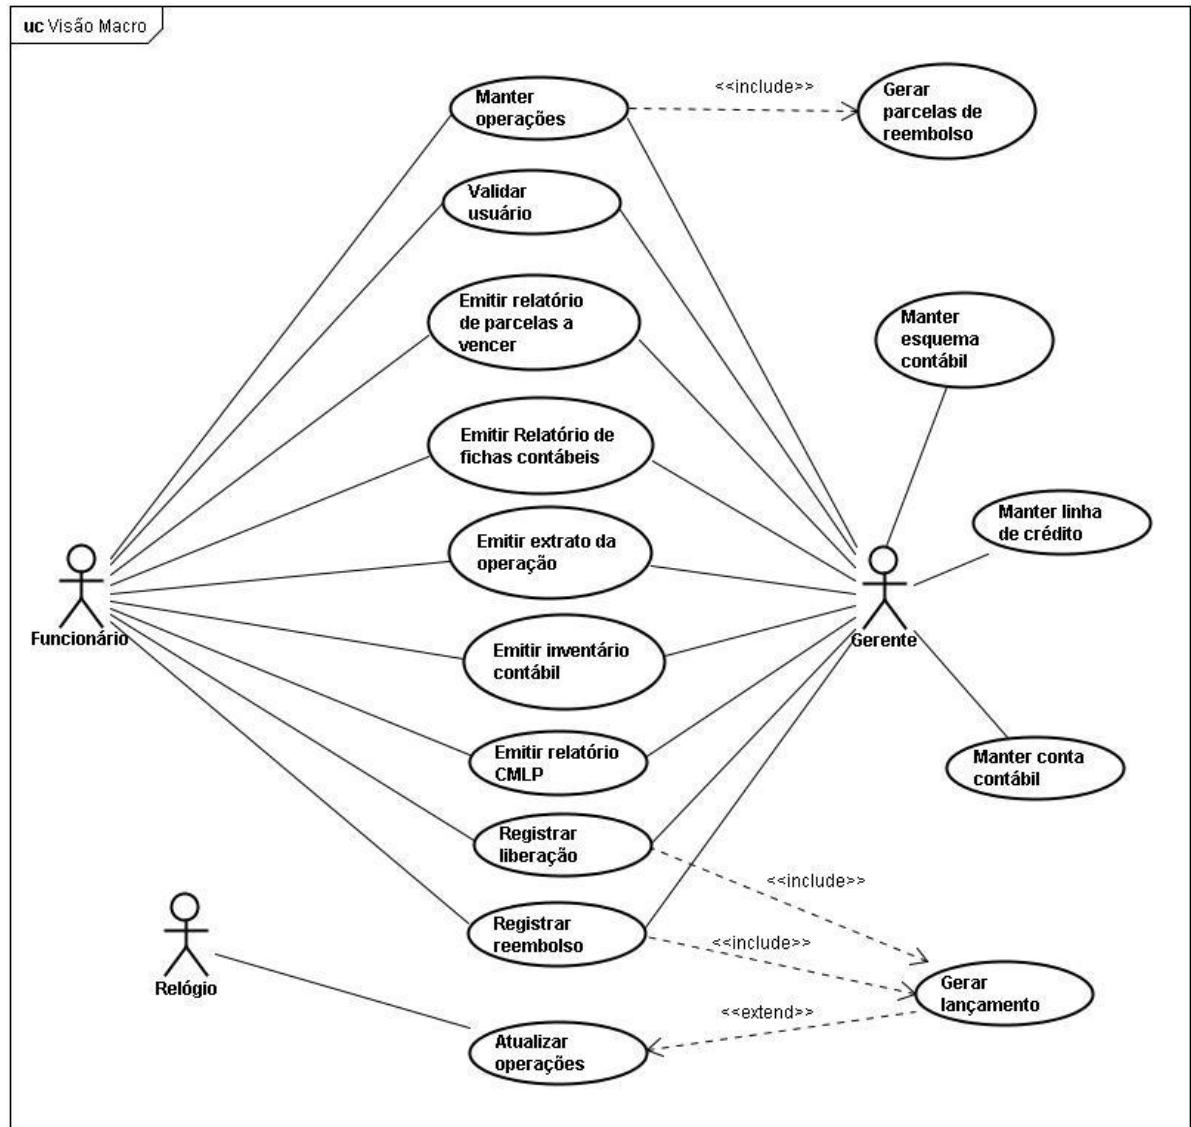 uc Visão Macro
Manter
operações
<<include>>
Gerar
parcelas de
reembolso
Validar
usuário
Emitir relatório
de parcelas a
vencer
Manter
esquema
contábil
Emitir Relatório de
fichas contábeis
Manter linha
de crédito
Emitir extrato da
operação
Funcionário
Gerente
Emitir inventário
contábil
Emitir relatório
CMLP
Manter conta
contábil
Registrar
liberação
<<include>>
Registrar
reembolso
<<include>>
Relógio
Gerar
lançamento
<<extend>>
Atualizar
operações